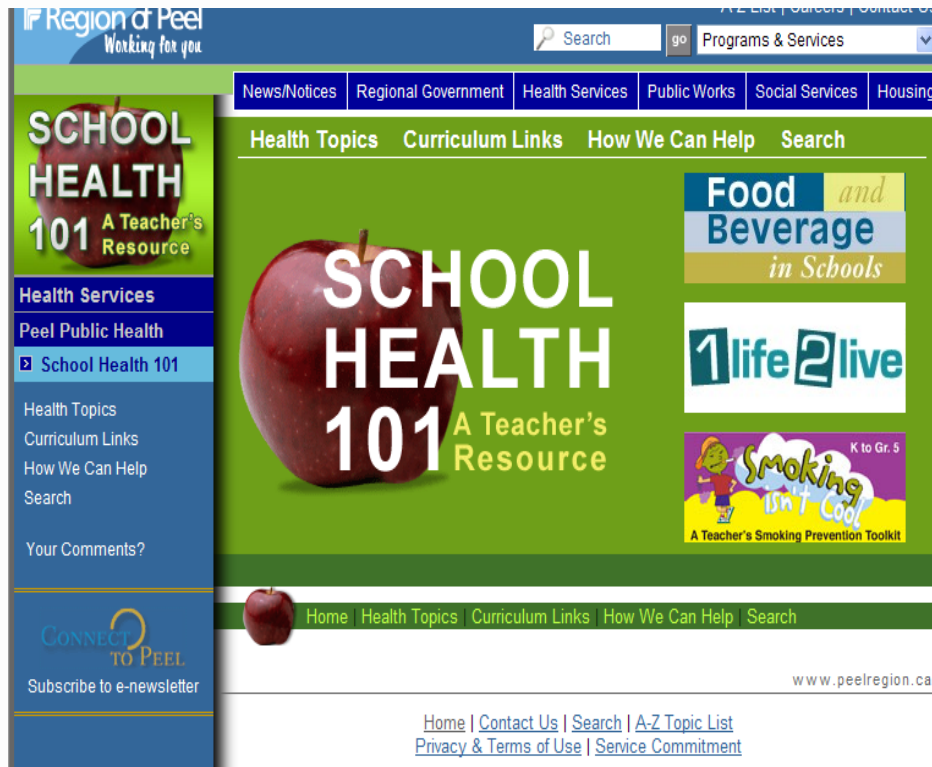 Region of Peel
Working for you
A-Z List | Careers | Contact Us
Search
go
Programs & Services
News/Notices
Regional Government
Health Services
Public Works
Social Services
Housing
SCHOOL
HEALTH
101 A Teacher's
Resource
Health Services
Peel Public Health
School Health 101
Health Topics
Curriculum Links
How We Can Help
Search
Your Comments?
CONNECT
TO PEEL
Subscribe to e-newsletter
Health Topics Curriculum Links How We Can Help Search
SCHOOL
HEALTH
101 A Teacher's
Resource
Food and
Beverage
in Schools
1life2live
K to Gr. 5
Smoking
isn't Cool
A Teacher's Smoking Prevention Toolkit
Home | Health Topics | Curriculum Links | How We Can Help | Search
www.peelregion.ca
Home | Contact Us | Search | A-Z Topic List
Privacy & Terms of Use | Service Commitment